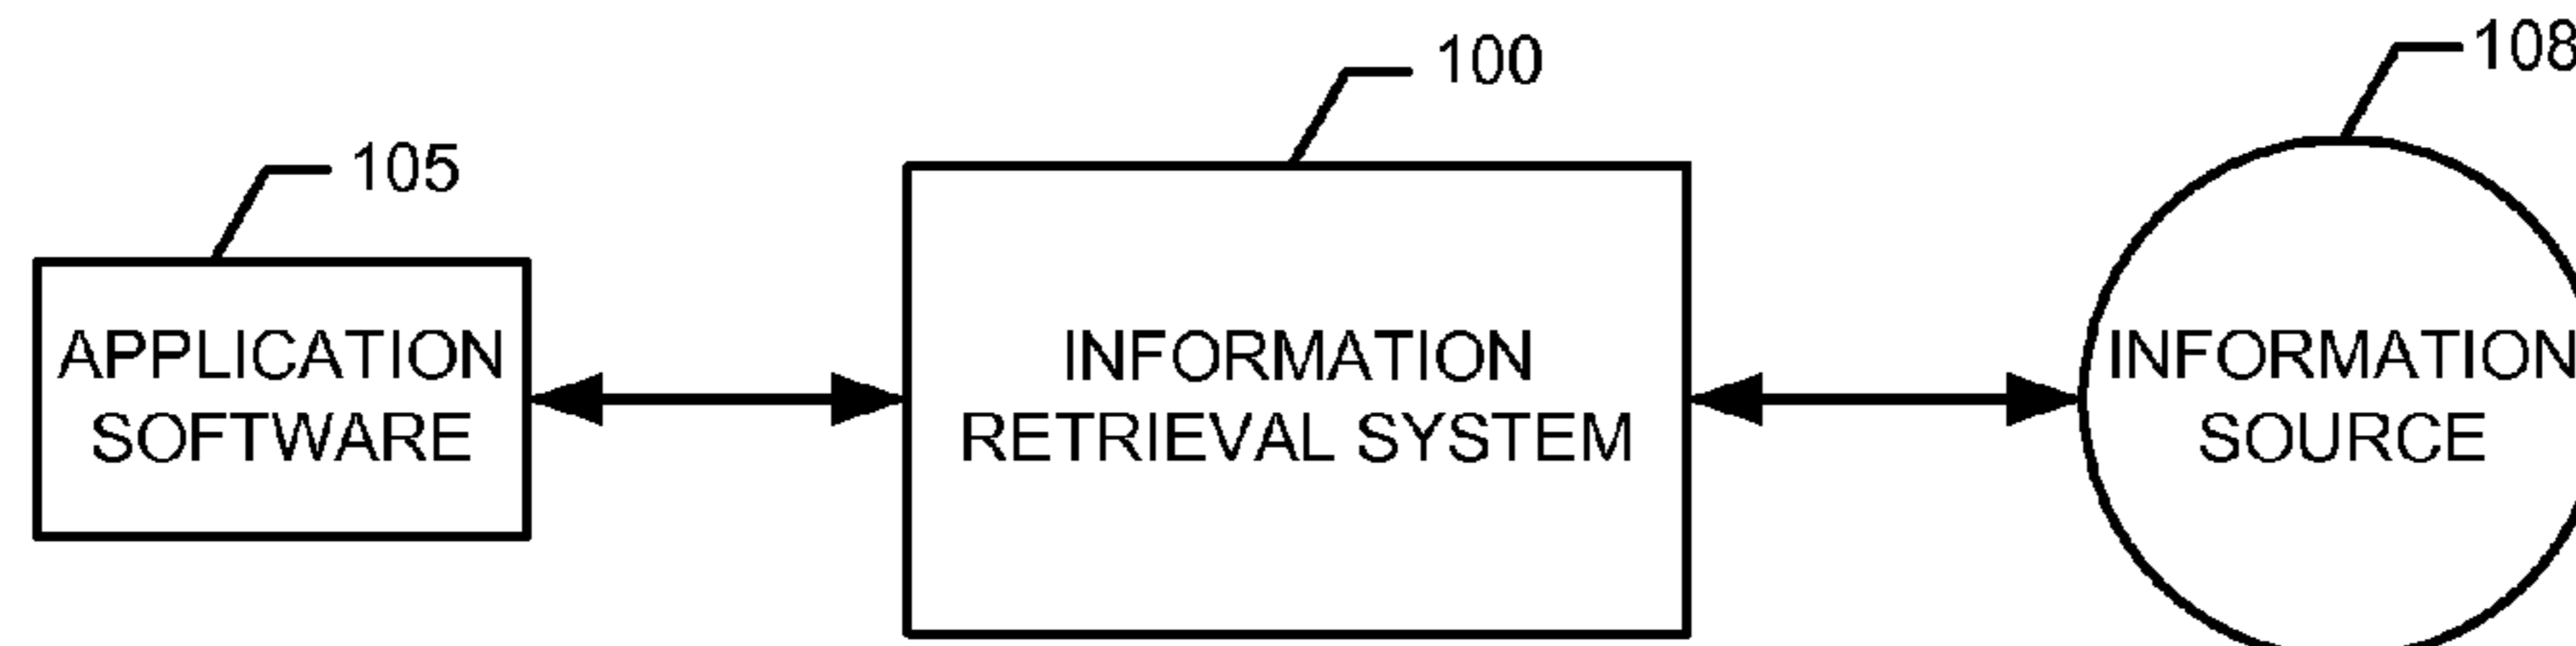 108
100
105
APPLICATION
SOFTWARE
INFORMATION
RETRIEVAL SYSTEM
INFORMATION
SOURCE